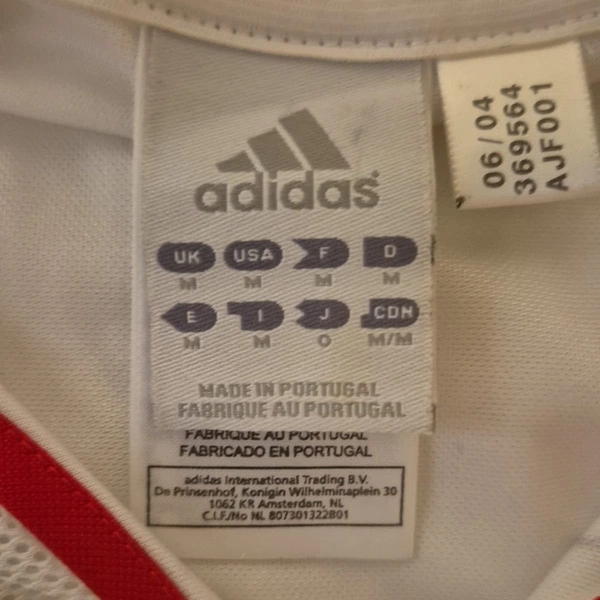 adidas
UK USA F D
M M M M
E I J CDN
M M O M/M
MADE IN PORTUGAL
FABRIQUE AU PORTUGAL
FABRIQUE AU PORTUGAL
FABRICADO EN PORTUGAL
adidas International Trading B.V.
De Prinsenhof, Konigin Wilhelminaplein 30
1062 KR Amsterdam, NL
C.I.F./No NL 807301322B01
06/04
369564
AJF001